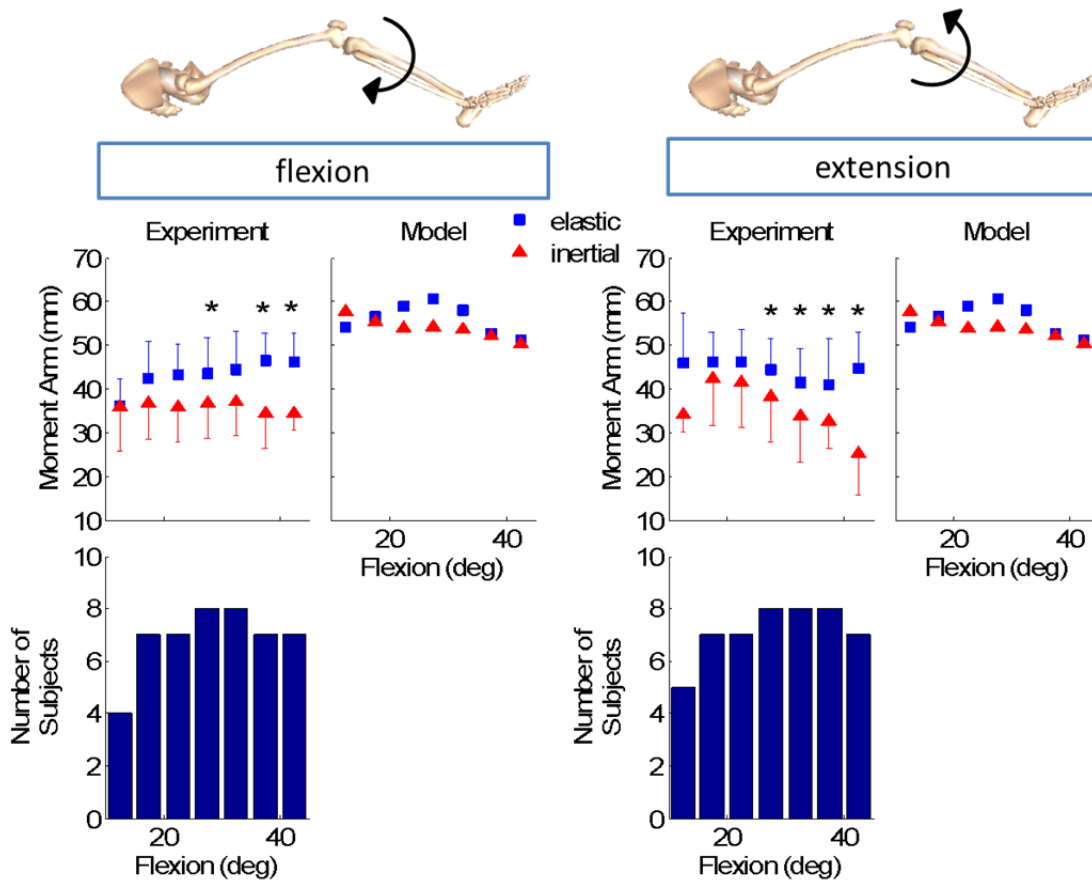 flexion
extension
Experiment
Model
elastic
inertial
Moment Arm (mm)
70
60
50
40
30
20
10
* * *
20 40
Flexion (deg)
Number of
Subjects
10
8
6
4
2
0
20 40
Flexion (deg)
Experiment
Model
Moment Arm (mm)
70
60
50
40
30
20
10
* * * *
20 40
Flexion (deg)
Number of
Subjects
10
8
6
4
2
0
20 40
Flexion (deg)